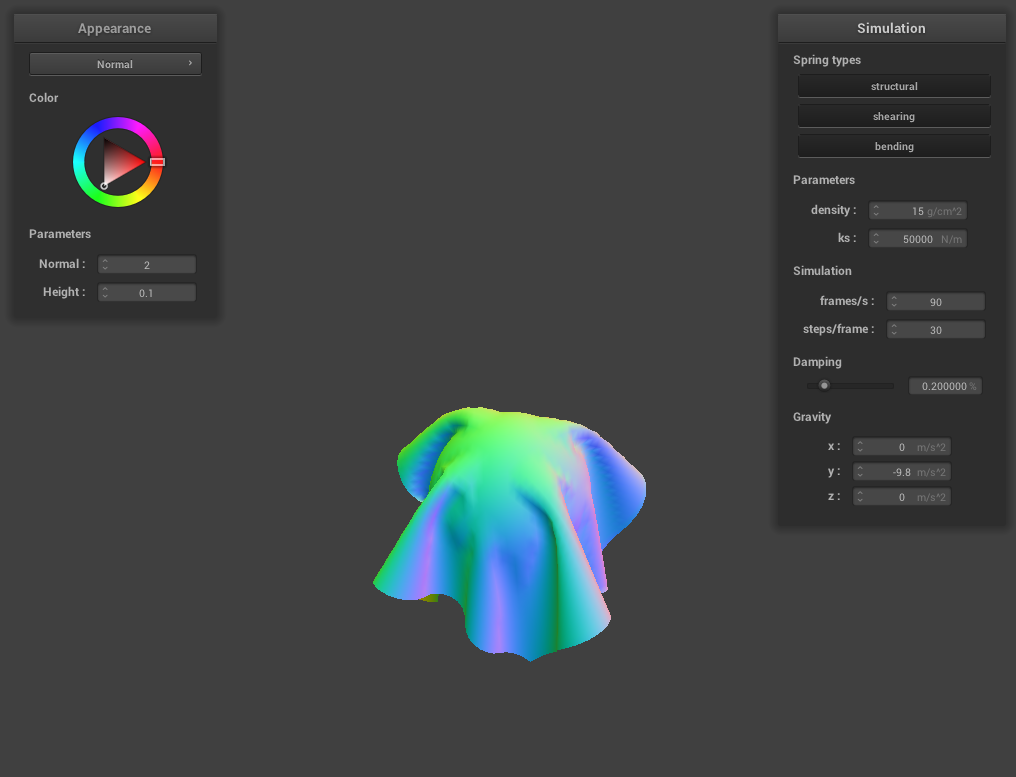 Appearance
Normal
Color
Parameters
Normal :
2
Height :
0.1
Simulation
Spring types
structural
shearing
bending
Parameters
density :
15 g/cm^2
ks :
50000 N/m
Simulation
frames/s :
90
steps/frame :
30
Damping
0.200000 %
Gravity
x :
0 m/s^2
y :
-9.8 m/s^2
z :
0 m/s^2